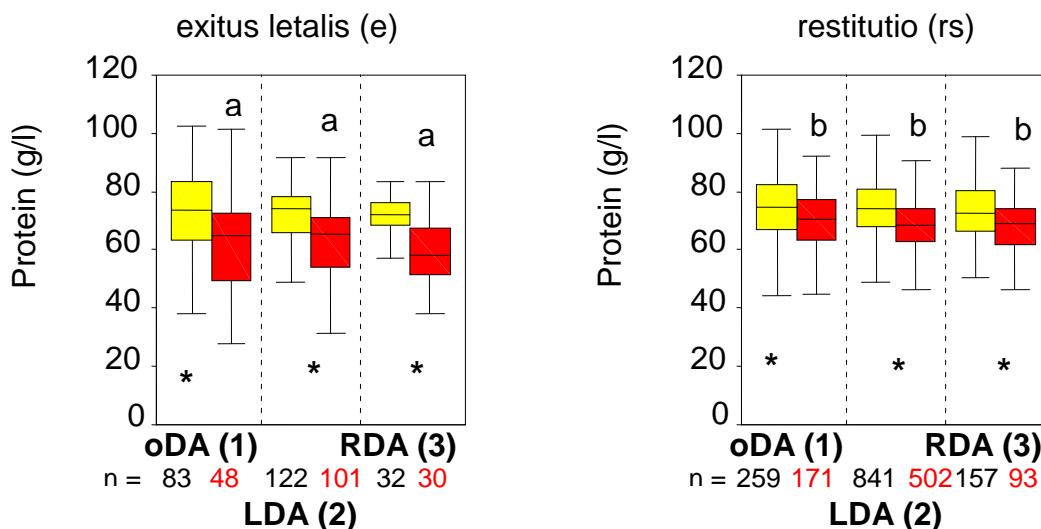 exitus letalis (e)
120
100
80
60
40
20
0
Protein (g/l)
a
a
a
*
*
*
oDA (1) RDA (3)
n = 83 48 122 101 32 30
LDA (2)
restitutio (rs)
120
100
80
60
40
20
0
Protein (g/l)
b
b
b
*
*
*
oDA (1) RDA (3)
n = 259 171 841 502 157 93
LDA (2)